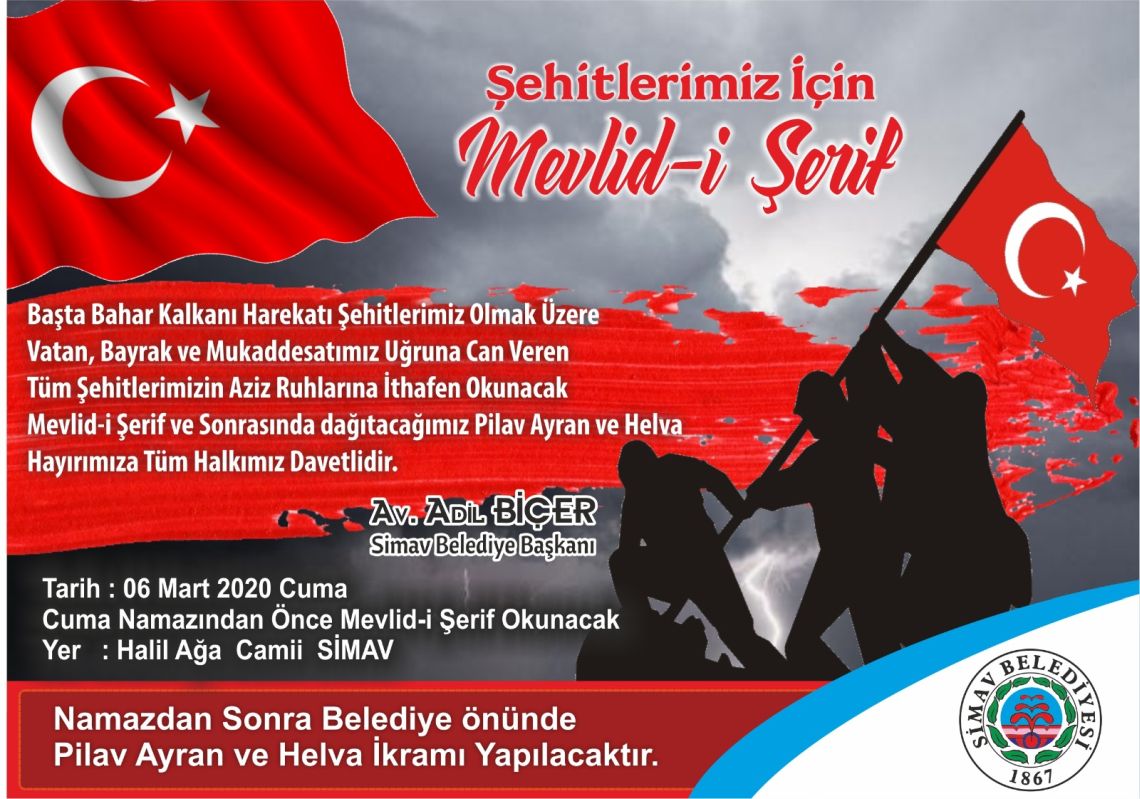 Şehitlerimiz İçin
Mevlid-i Şerif
Başta Bahar Kalkanı Harekatı Şehitlerimiz Olmak Üzere
Vatan, Bayrak ve Mukaddesatımız Uğruna Can Veren
Tüm Şehitlerimizin Aziz Ruhlarına İthafen Okunacak
Mevlid-i Şerif ve Sonrasında dağıtacağımız Pilav Ayran ve Helva
Hayırımıza Tüm Halkımız Davetlidir.
Av. ADİL BİÇER
Simav Belediye Başkanı
Tarih : 06 Mart 2020 Cuma
Cuma Namazından Önce Mevlid-i Şerif Okunacak
Yer : Halil Ağa Camii SİMAV
Namazdan Sonra Belediye önünde
Pilav Ayran ve Helva İkramı Yapılacaktır.
SİMAV BELEDİYESİ
1867